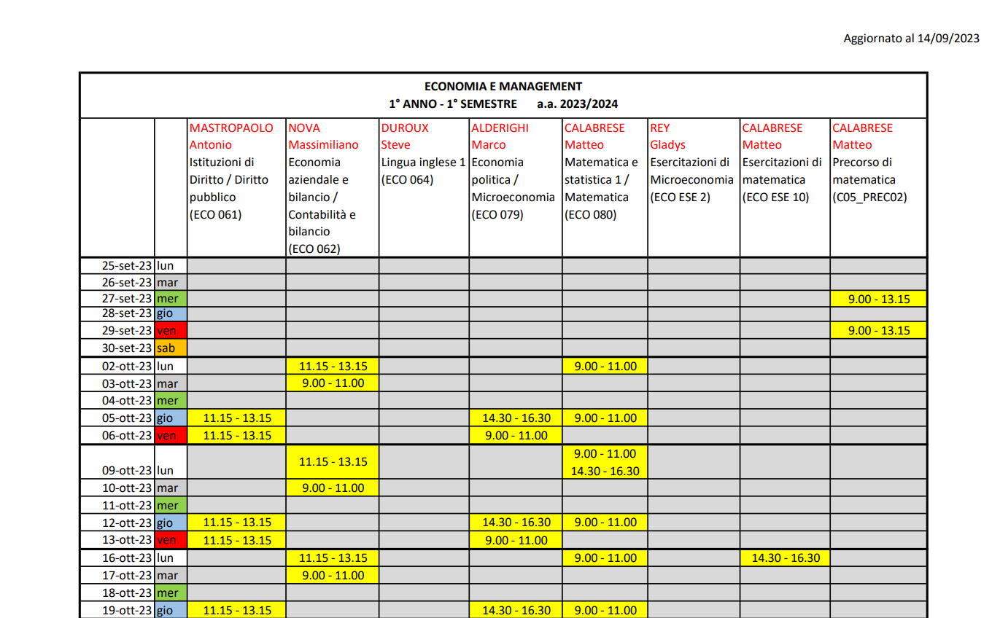 Aggiornato al 14/09/2023
ECONOMIA E MANAGEMENT
1° ANNO - 1° SEMESTRE a.a. 2023/2024
MASTROPAOLO
Antonio
Istituzioni di
Diritto / Diritto
pubblico
(ECO 061)
NOVA
Massimiliano
Economia
aziendale e
bilancio /
Contabilità e
bilancio
(ECO 062)
DUROUX
Steve
Lingua inglese 1
(ECO 064)
ALDERIGHI
Marco
Economia
politica /
Microeconomia
(ECO 079)
CALABRESE
Matteo
Matematica e
statistica 1 /
Matematica
(ECO 080)
REY
Gladys
Esercitazioni di
Microeconomia
(ECO ESE 2)
CALABRESE
Matteo
Esercitazioni di
matematica
(ECO ESE 10)
CALABRESE
Matteo
Precorso di
matematica
(C05_PREC02)
25-set-23 lun
26-set-23 mar
27-set-23 mer 9.00 - 13.15
28-set-23 gio
29-set-23 ven 9.00 - 13.15
30-set-23 sab
02-ott-23 lun 11.15 - 13.15 9.00 - 11.00
03-ott-23 mar 9.00 - 11.00
04-ott-23 mer
05-ott-23 gio 11.15 - 13.15 14.30 - 16.30 9.00 - 11.00
06-ott-23 ven 11.15 - 13.15 9.00 - 11.00
09-ott-23 lun 11.15 - 13.15 9.00 - 11.00
14.30 - 16.30
10-ott-23 mar 9.00 - 11.00
11-ott-23 mer
12-ott-23 gio 11.15 - 13.15 14.30 - 16.30 9.00 - 11.00
13-ott-23 ven 11.15 - 13.15 9.00 - 11.00
16-ott-23 lun 11.15 - 13.15 9.00 - 11.00 14.30 - 16.30
17-ott-23 mar 9.00 - 11.00
18-ott-23 mer
19-ott-23 gio 11.15 - 13.15 14.30 - 16.30 9.00 - 11.00